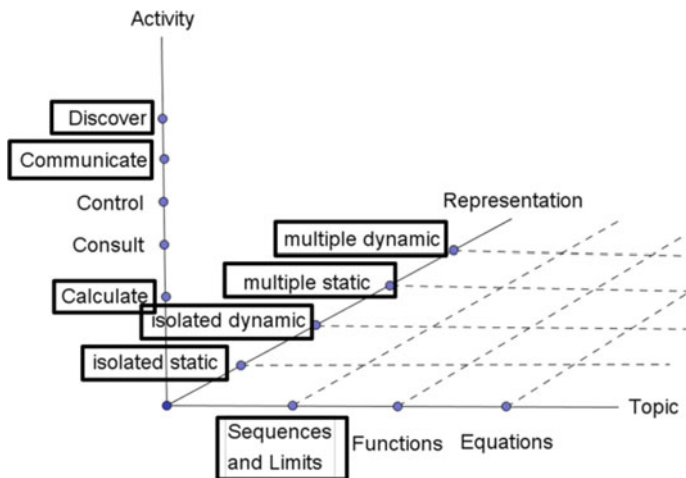 Activity
Discover
Communicate
Control
Consult
Calculate
Representation
multiple dynamic
multiple static
isolated dynamic
isolated static
Sequences
and Limits
Functions
Equations
Topic